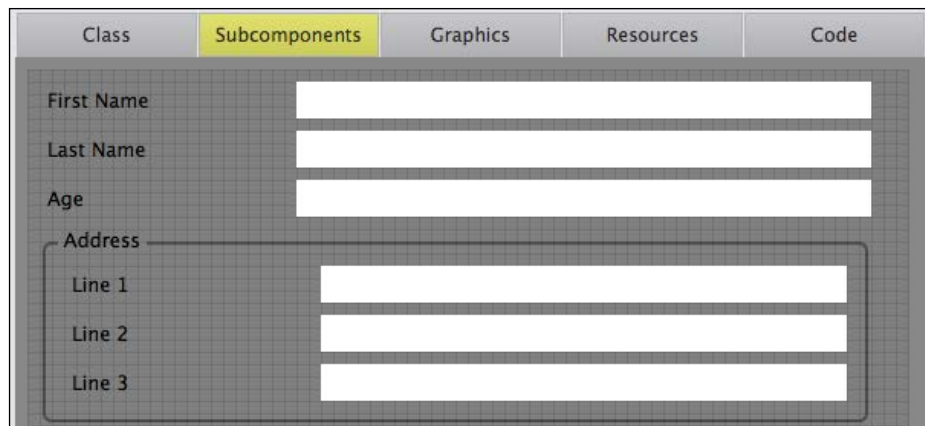 Class Subcomponents Graphics Resources Code
First Name
Last Name
Age
Address
Line 1
Line 2
Line 3